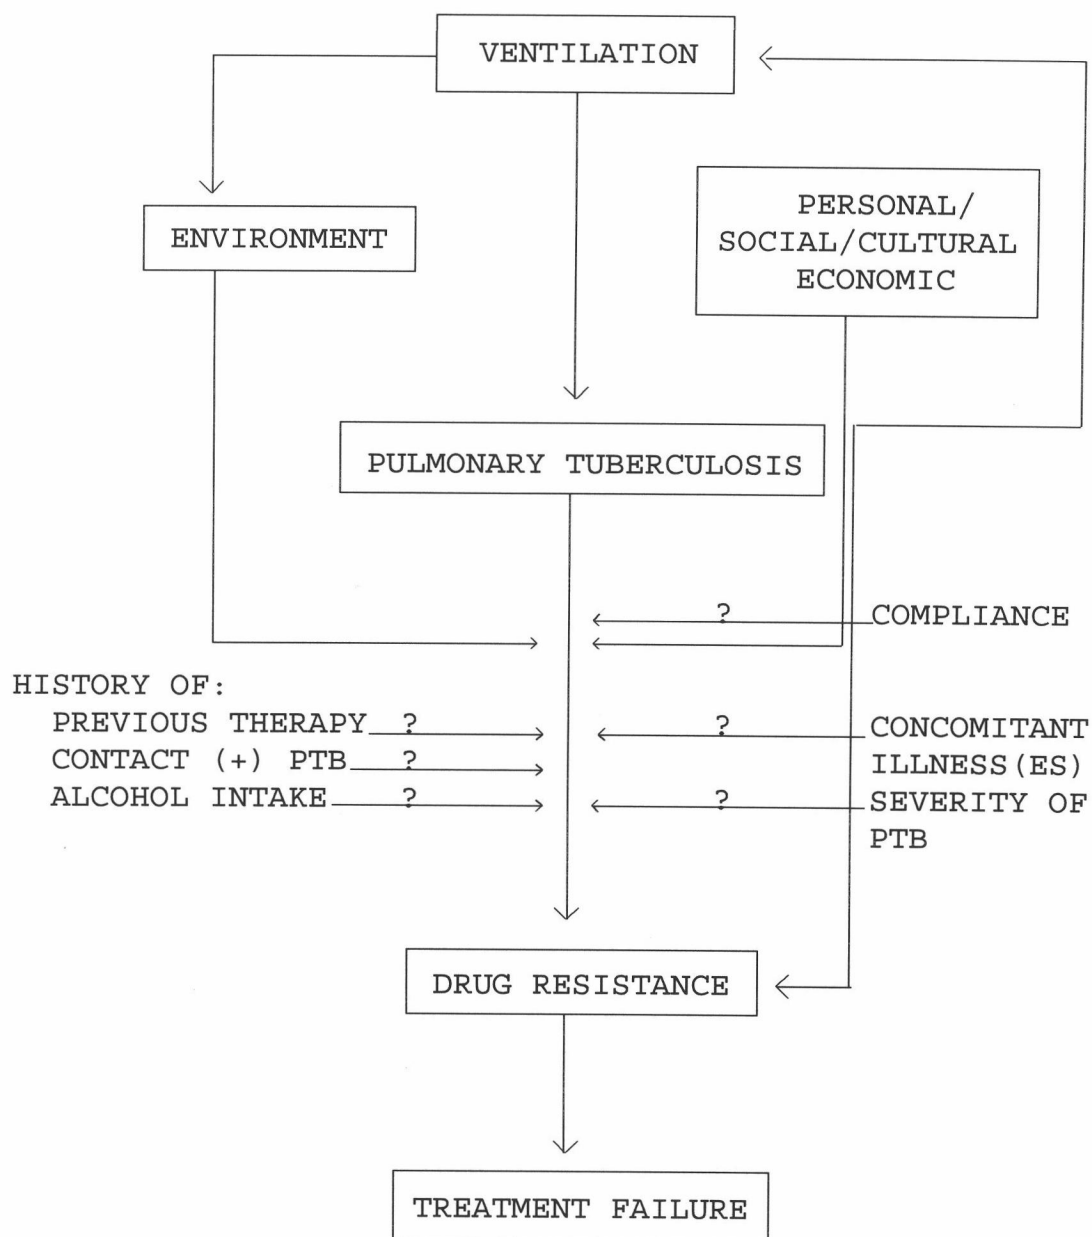 VENTILATION
ENVIRONMENT
PERSONAL/
SOCIAL/CULTURAL
ECONOMIC
PULMONARY TUBERCULOSIS
? COMPLIANCE
HISTORY OF:
PREVIOUS THERAPY ?
CONTACT (+) PTB ?
ALCOHOL INTAKE ?
? CONCOMITANT
ILLNESS(ES)
? SEVERITY OF
PTB
DRUG RESISTANCE
TREATMENT FAILURE